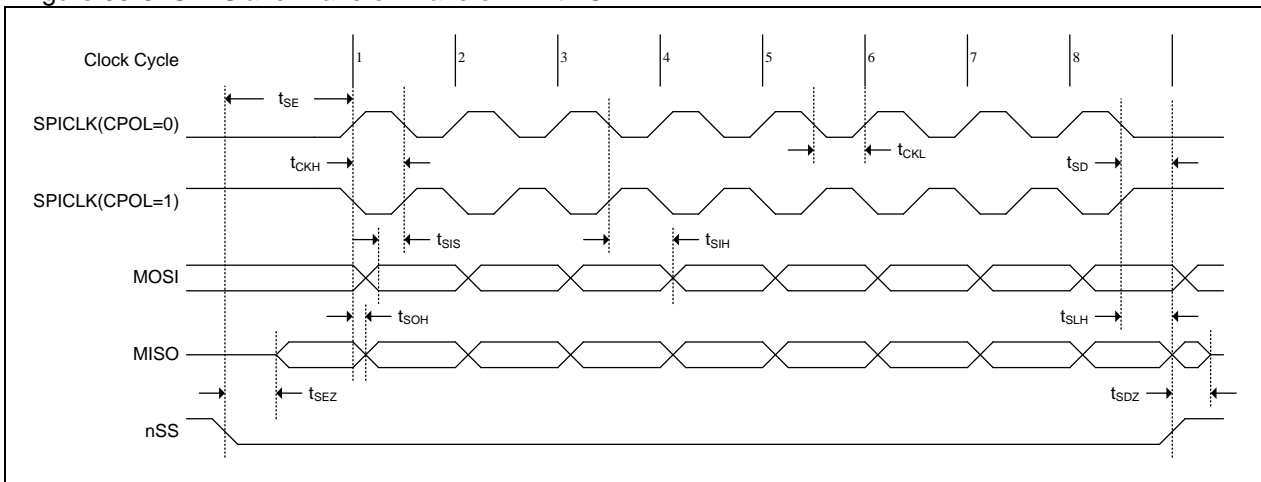 Clock Cycle
1 2 3 4 5 6 7 8
tSE
SPICLK(CPOL=0)
tCKH
tCKL
tSD
SPICLK(CPOL=1)
tSIS
tSIH
MOSI
tSOH
tSLH
MISO
tSEZ
tSDZ
nSS